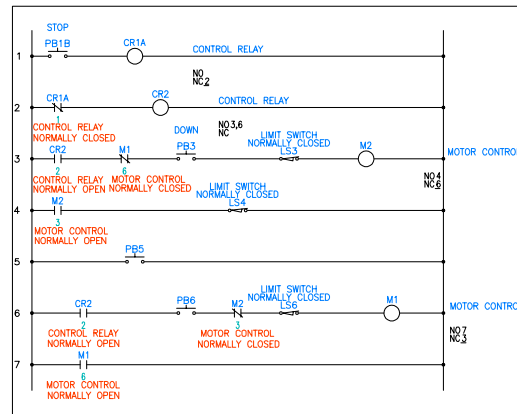 STOP
PB1B CR1A CONTROL RELAY
1
NO
NC 2
CR1A CR2 CONTROL RELAY
2
1
CONTROL RELAY
NORMALLY CLOSED
NO 3,6
NC
DOWN
LIMIT SWITCH
NORMALLY CLOSED
CR2 M1 PB3 LS3 M2 MOTOR CONTROL
3
2 6
CONTROL RELAY MOTOR CONTROL
NORMALLY OPEN NORMALLY CLOSED
NO 4
NC 6
LIMIT SWITCH
NORMALLY CLOSED
M2 LS4
4
3
MOTOR CONTROL
NORMALLY OPEN
PB5
5
LIMIT SWITCH
NORMALLY CLOSED
CR2 PB6 M2 LS6 M1 MOTOR CONTRO
6
2 3
CONTROL RELAY MOTOR CONTROL
NORMALLY OPEN NORMALLY CLOSED
NO 7
NC 3
M1
7
6
MOTOR CONTROL
NORMALLY OPEN